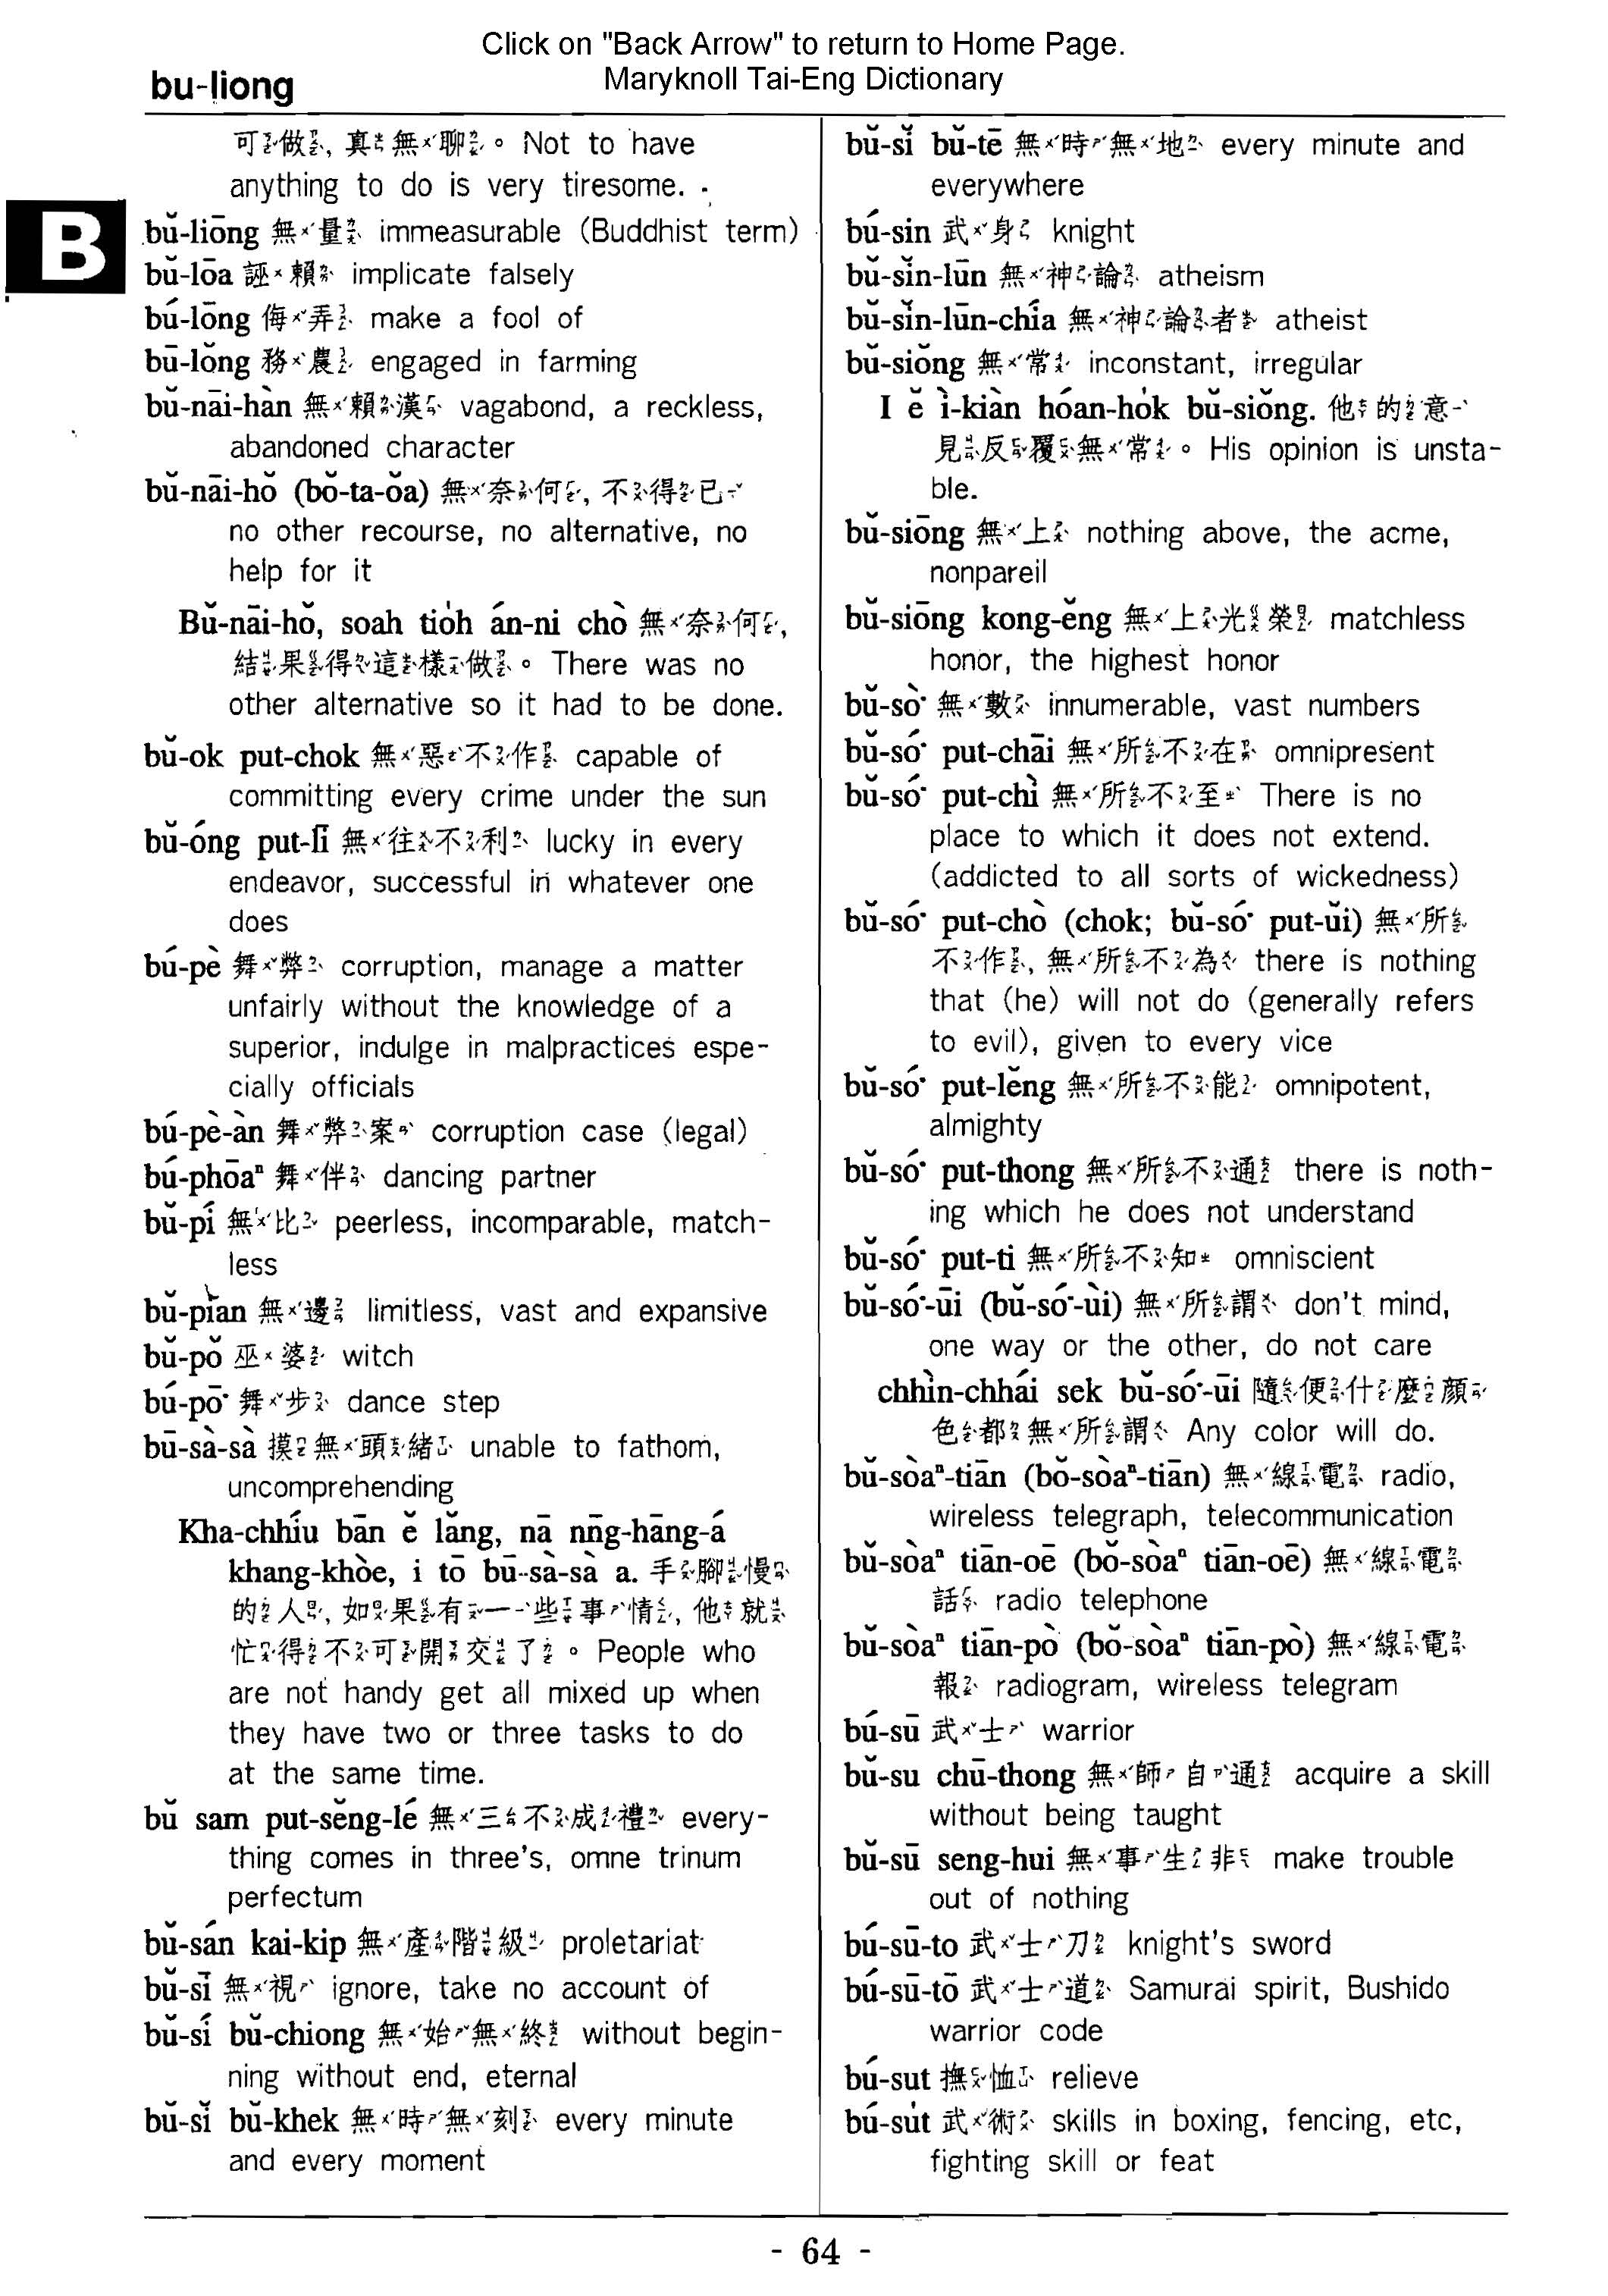 Click on "Back Arrow" to return to Home Page.
Maryknoll Tai-Eng Dictionary
bu-liong
B
可做, 真無聊。 Not to have
anything to do is very tiresome.
bŭ-liōng 無量 immeasurable (Buddhist term)
bŭ-lōa 誣賴 implicate falsely
bú-lōng 侮弄 make a fool of
bū-lŏng 務農 engaged in farming
bŭ-nāi-hàn 無賴漢 vagabond, a reckless,
abandoned character
bŭ-nāi-hŏ (bŏ-ta-ŏa) 無奈何, 不得已
no other recourse, no alternative, no
help for it
Bŭ-nāi-hŏ, soah tio̍h án-ni chò 無奈何,
結果得這樣做。 There was no
other alternative so it had to be done.
bŭ-ok put-chok 無惡不作 capable of
committing every crime under the sun
bŭ-óng put-lī 無往不利 lucky in every
endeavor, successful in whatever one
does
bú-pè 舞弊 corruption, manage a matter
unfairly without the knowledge of a
superior, indulge in malpractices espe-
cially officials
bú-pè-àn 舞弊案 corruption case (legal)
bú-phōaⁿ 舞伴 dancing partner
bŭ-pí 無比 peerless, incomparable, match-
less
bŭ-pian 無邊 limitless, vast and expansive
bŭ-pŏ 巫婆 witch
bú-pō͘ 舞步 dance step
bū-sà-sà 摸無頭緒 unable to fathom,
uncomprehending
Kha-chhíu bān ĕ lăng, nā nn̄g-hāng-á
khang-khòe, i tō bū-sà-sà a. 手腳慢
的人, 如果有一些事情, 他就
忙得不可開交了。 People who
are not handy get all mixed up when
they have two or three tasks to do
at the same time.
bŭ sam put-sĕng-lé 無三不成禮 every-
thing comes in three's, omne trinum
perfectum
bŭ-sán kai-kip 無產階級 proletariat
bŭ-sī 無視 ignore, take no account of
bŭ-sí bŭ-chiong 無始無終 without begin-
ning without end, eternal
bŭ-sĭ bŭ-khek 無時無刻 every minute
and every moment
bŭ-sĭ bŭ-tē 無時無地 every minute and
everywhere
bú-sin 武身 knight
bŭ-sĭn-lūn 無神論 atheism
bŭ-sĭn-lūn-chiá 無神論者 atheist
bŭ-siŏng 無常 inconstant, irregular
I ĕ ì-kiàn hóan-ho̍k bŭ-siŏng. 他的意
見反覆無常。 His opinion is unsta-
ble.
bŭ-siōng 無上 nothing above, the acme,
nonpareil
bŭ-siōng kong-ĕng 無上光榮 matchless
honor, the highest honor
bŭ-sò͘ 無數 innumerable, vast numbers
bŭ-só͘ put-chāi 無所不在 omnipresent
bŭ-só͘ put-chì 無所不至 There is no
place to which it does not extend.
(addicted to all sorts of wickedness)
bŭ-só͘ put-chò (chok; bŭ-só͘ put-ŭi) 無所
不作, 無所不為 there is nothing
that (he) will not do (generally refers
to evil), given to every vice
bŭ-só͘ put-lĕng 無所不能 omnipotent,
almighty
bŭ-só͘ put-thong 無所不通 there is noth-
ing which he does not understand
bŭ-só͘ put-ti 無所不知 omniscient
bŭ-só͘-ūi (bŭ-só͘-ùi) 無所謂 don't mind,
one way or the other, do not care
chhìn-chhái sek bŭ-só͘-ūi 隨便什麼顏
色都無所謂 Any color will do.
bŭ-sòaⁿ-tiān (bŏ-sòaⁿ-tiān) 無線電 radio,
wireless telegraph, telecommunication
bŭ-sòaⁿ tiān-oē (bŏ-sòaⁿ tiān-oē) 無線電
話 radio telephone
bŭ-sòaⁿ tiān-pò (bŏ-sòaⁿ tiān-pò) 無線電
報 radiogram, wireless telegram
bú-sū 武士 warrior
bŭ-su chū-thong 無師自通 acquire a skill
without being taught
bŭ-sū seng-hui 無事生非 make trouble
out of nothing
bú-sū-to 武士刀 knight's sword
bú-sū-tō 武士道 Samurai spirit, Bushido
warrior code
bú-sut 撫恤 relieve
bú-su̍t 武術 skills in boxing, fencing, etc,
fighting skill or feat
- 64 -